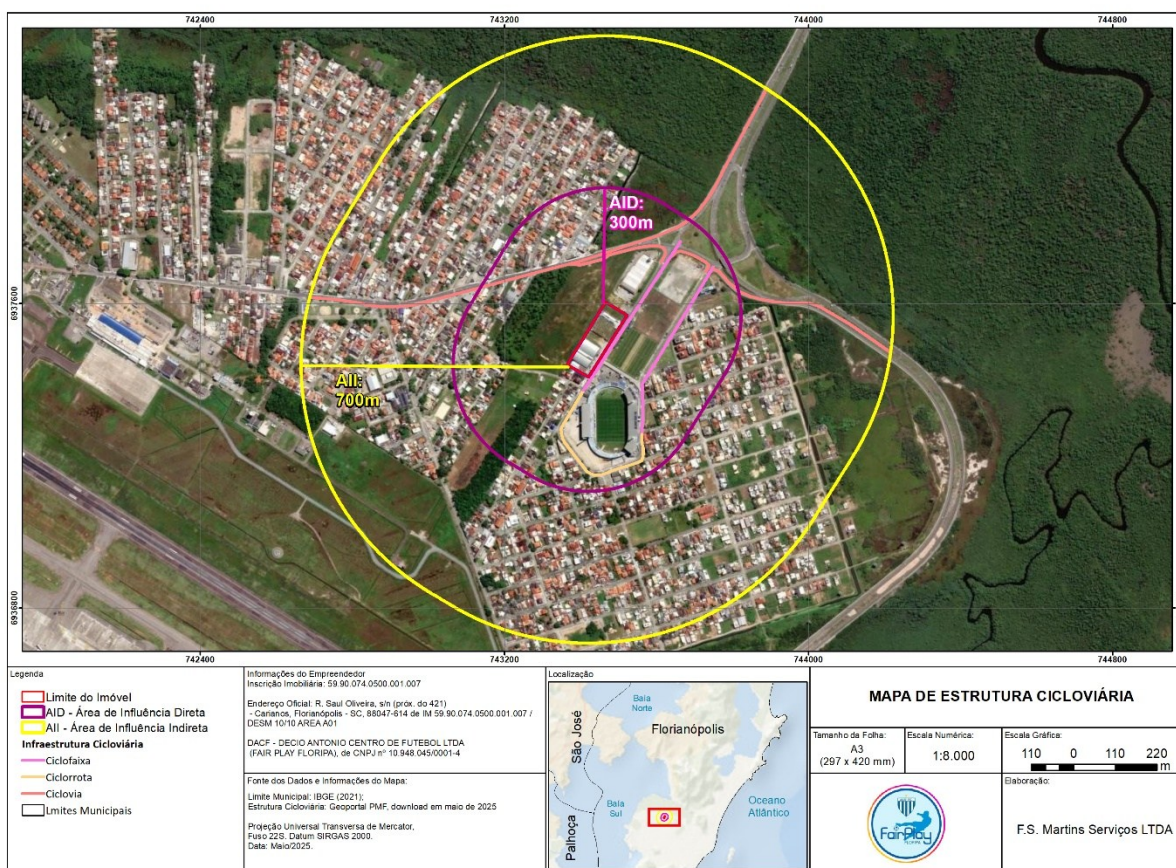 742400 743200 744000 744800
6937600
6936800
AID:
300m
AII:
700m
742400 743200 744000 744800
Legenda
Limite do Imóvel
AID - Área de Influência Direta
AII - Área de Influência Indireta
Infraestrutura Cicloviária
Ciclofaixa
Ciclorrota
Ciclovia
Lmites Municipais
Informações do Empreendedor
Inscrição Imobiliária: 59.90.074.0500.001.007
Endereço Oficial: R. Saul Oliveira, s/n (próx. do 421)
- Carianos, Florianópolis - SC, 88047-614 de IM 59.90.074.0500.001.007 /
DESM 10/10 AREA A01
DACF - DECIO ANTONIO CENTRO DE FUTEBOL LTDA
(FAIR PLAY FLORIPA), de CNPJ nº 10.948.045/0001-4
Fonte dos Dados e Informações do Mapa:
Limite Municipal: IBGE (2021);
Estrutura Cicloviária: Geoportal PMF, download em maio de 2025
Projeção Universal Transversa de Mercator,
Fuso 22S. Datum SIRGAS 2000.
Data: Maio/2025.
Localização
São José
Baía
Norte
Florianópolis
Baía
Sul
Palhoça
Oceano
Atlântico
MAPA DE ESTRUTURA CICLOVIÁRIA
Tamanho da Folha:
A3
(297 x 420 mm)
Escala Numérica:
1:8.000
Escala Gráfica:
110 0 110 220
m
FairPlay
FLORIPA
Elaboração:
F.S. Martins Serviços LTDA